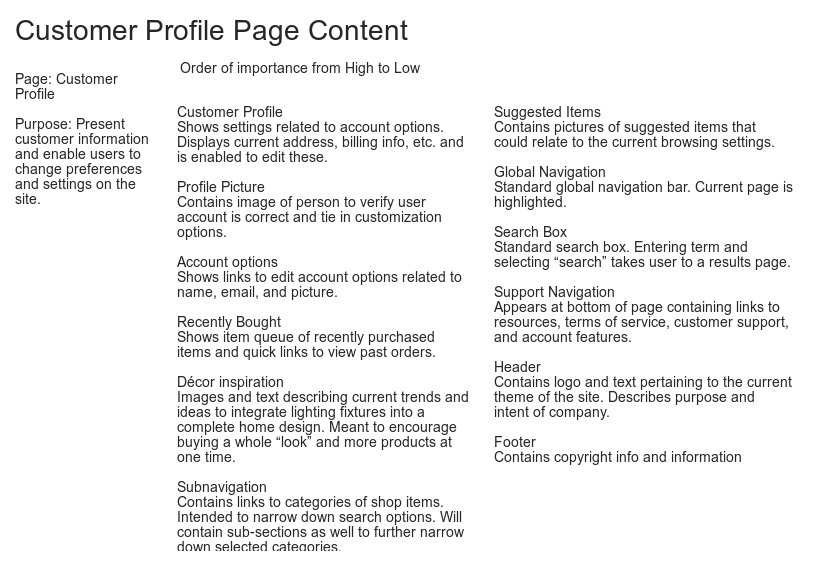 Customer Profile Page Content
Order of importance from High to Low
Page: Customer
Profile
Purpose: Present
customer information
and enable users to
change preferences
and settings on the
site.
Customer Profile
Shows settings related to account options.
Displays current address, billing info, etc. and
is enabled to edit these.
Profile Picture
Contains image of person to verify user
account is correct and tie in customization
options.
Account options
Shows links to edit account options related to
name, email, and picture.
Recently Bought
Shows item queue of recently purchased
items and quick links to view past orders.
Décor inspiration
Images and text describing current trends and
ideas to integrate lighting fixtures into a
complete home design. Meant to encourage
buying a whole “look” and more products at
one time.
Subnavigation
Contains links to categories of shop items.
Intended to narrow down search options. Will
contain sub-sections as well to further narrow
down selected categories.
Suggested Items
Contains pictures of suggested items that
could relate to the current browsing settings.
Global Navigation
Standard global navigation bar. Current page is
highlighted.
Search Box
Standard search box. Entering term and
selecting “search” takes user to a results page.
Support Navigation
Appears at bottom of page containing links to
resources, terms of service, customer support,
and account features.
Header
Contains logo and text pertaining to the current
theme of the site. Describes purpose and
intent of company.
Footer
Contains copyright info and information